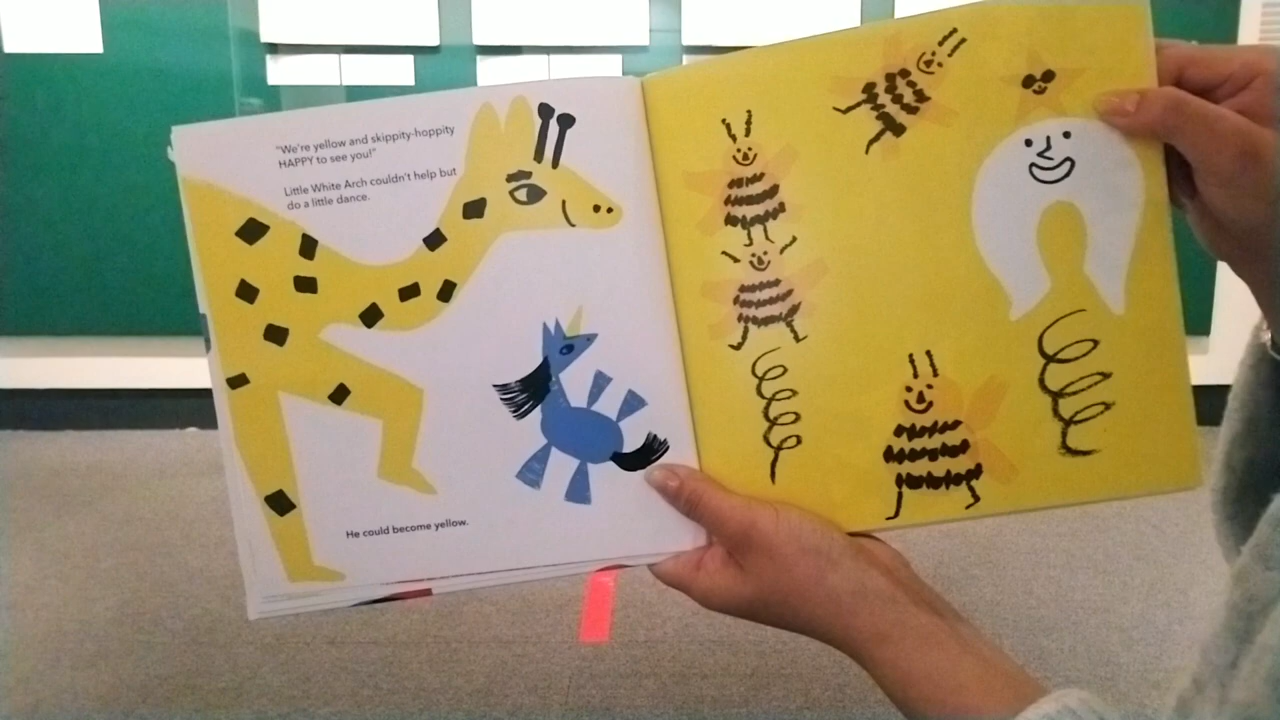 "We're yellow and skippity-hoppity
HAPPY to see you!"
Little White Arch couldn't help but
do a little dance.
He could become yellow.